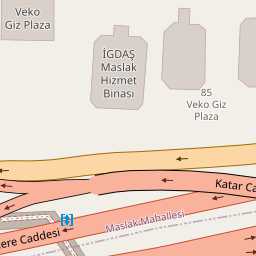 Veko
Giz Plaza
İGDAŞ
Maslak
Hizmet
Binası
85
Veko Giz
Plaza
Katar Ca
Maslak Mahallesi
ere Caddesi